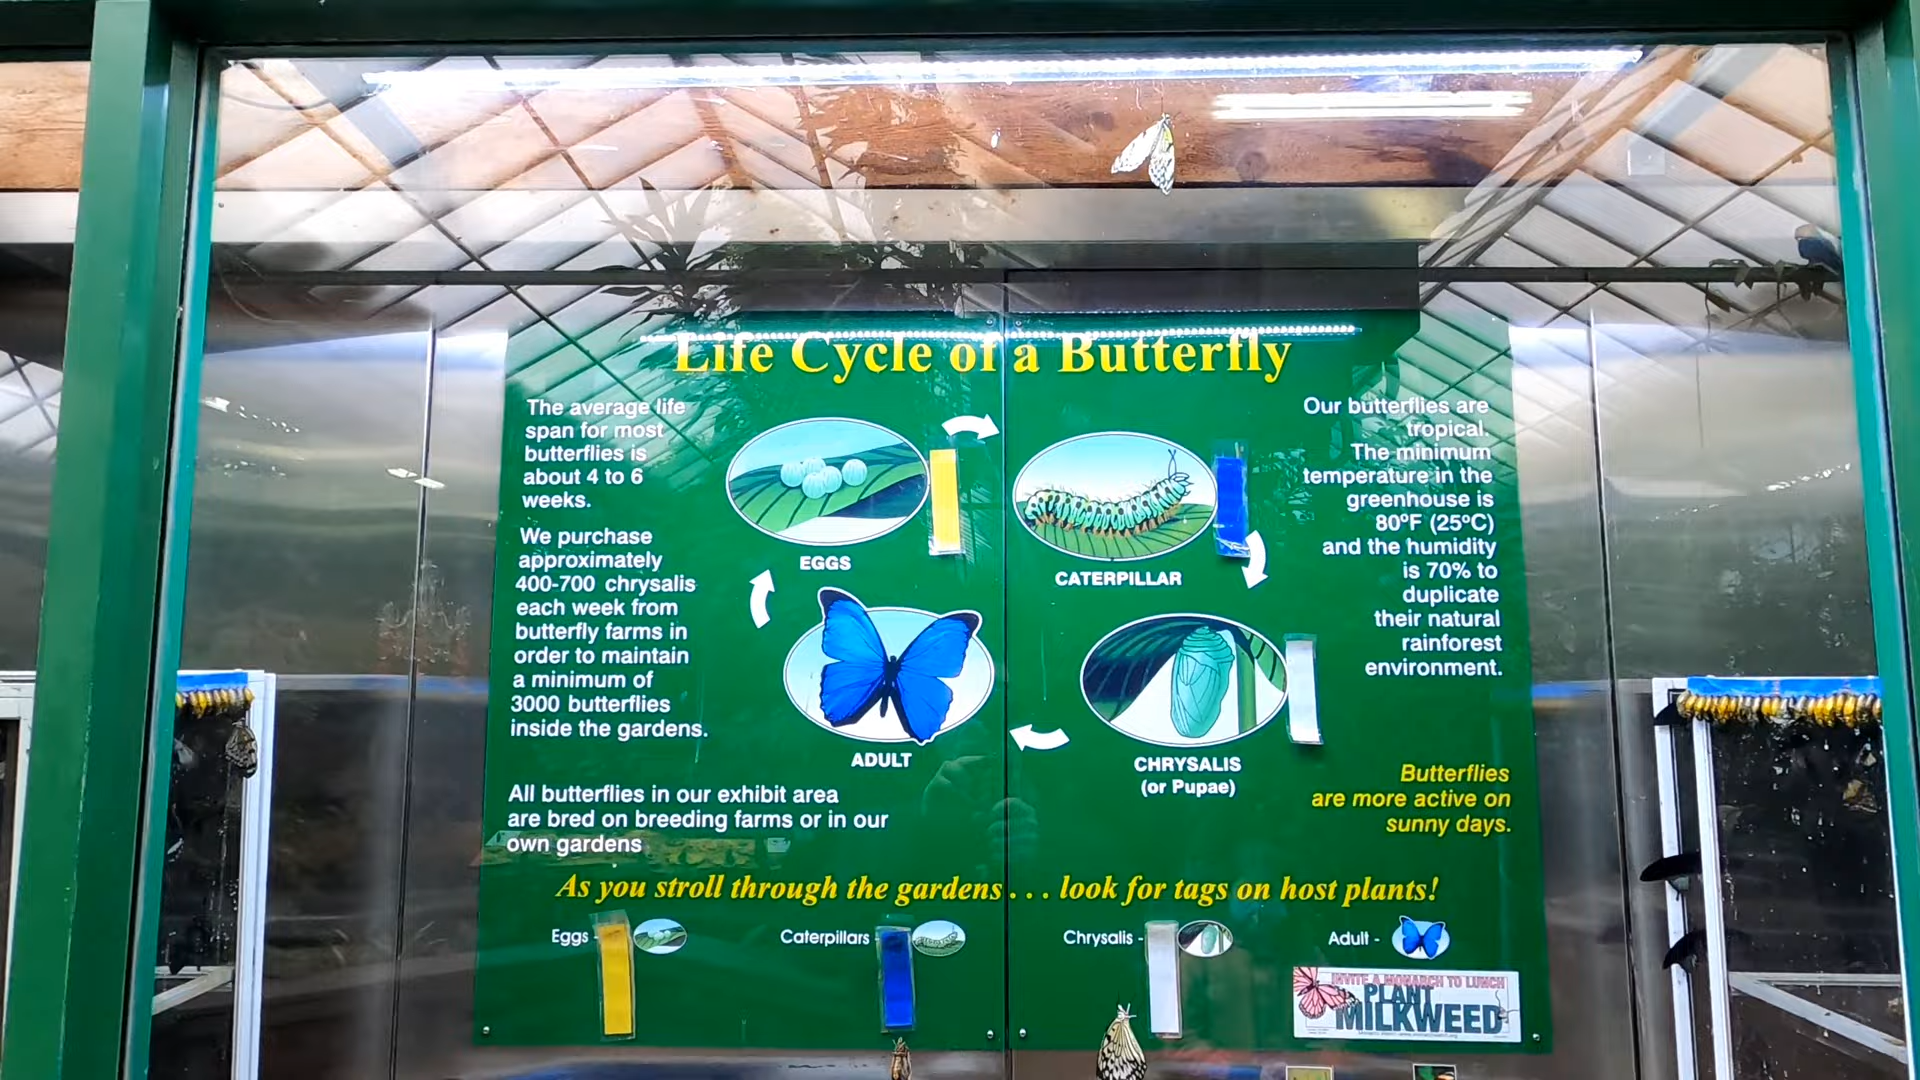 Life Cycle of a Butterfly
The average life
span for most
butterflies is
about 4 to 6
weeks.
We purchase
approximately
400-700 chrysalis
each week from
butterfly farms in
order to maintain
a minimum of
3000 butterflies
inside the gardens.
All butterflies in our exhibit area
are bred on breeding farms or in our
own gardens
EGGS
CATERPILLAR
ADULT
CHRYSALIS
(or Pupae)
Our butterflies are
tropical.
The minimum
temperature in the
greenhouse is
80ºF (25ºC)
and the humidity
is 70% to
duplicate
their natural
rainforest
environment.
Butterflies
are more active on
sunny days.
As you stroll through the gardens . . . look for tags on host plants!
Eggs -
Caterpillars
Chrysalis -
Adult -
INVITE A MONARCH TO LUNCH
PLANT
MILKWEED